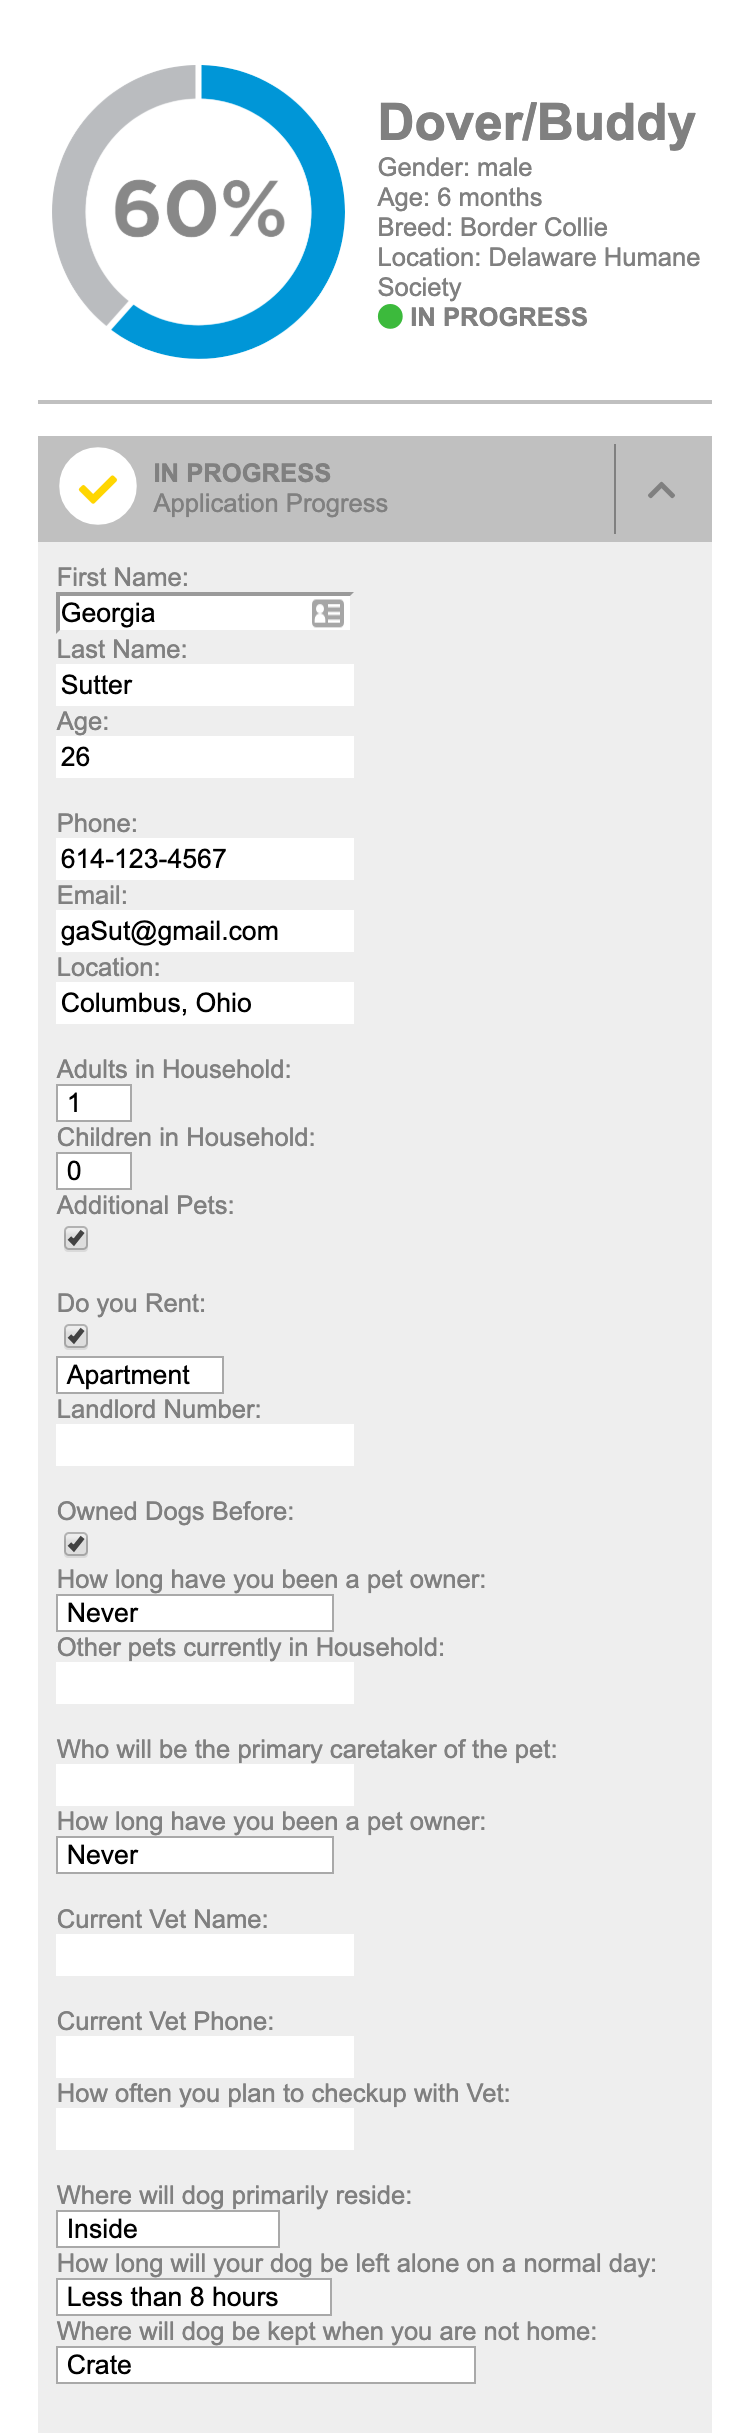 60%
Dover/Buddy
Gender: male
Age: 6 months
Breed: Border Collie
Location: Delaware Humane
Society
IN PROGRESS
IN PROGRESS
Application Progress
First Name:
Georgia
Last Name:
Sutter
Age:
26
Phone:
614-123-4567
Email:
gaSut@gmail.com
Location:
Columbus, Ohio
Adults in Household:
1
Children in Household:
0
Additional Pets:
Do you Rent:
Apartment
Landlord Number:
Owned Dogs Before:
How long have you been a pet owner:
Never
Other pets currently in Household:
Who will be the primary caretaker of the pet:
How long have you been a pet owner:
Never
Current Vet Name:
Current Vet Phone:
How often you plan to checkup with Vet:
Where will dog primarily reside:
Inside
How long will your dog be left alone on a normal day:
Less than 8 hours
Where will dog be kept when you are not home:
Crate